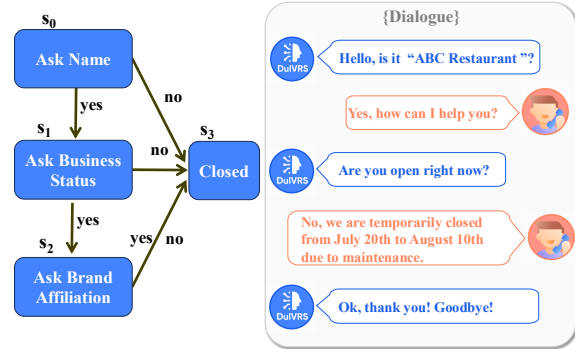 s0
Ask Name
yes
no
s1
Ask Business
Status
no
s3
Closed
yes
s2
Ask Brand
Affiliation
yes
no
{Dialogue}
DuIVRS
Hello, is it “ABC Restaurant ”?
Yes, how can I help you?
DuIVRS
Are you open right now?
No, we are temporarily closed
from July 20th to August 10th
due to maintenance.
DuIVRS
Ok, thank you! Goodbye!